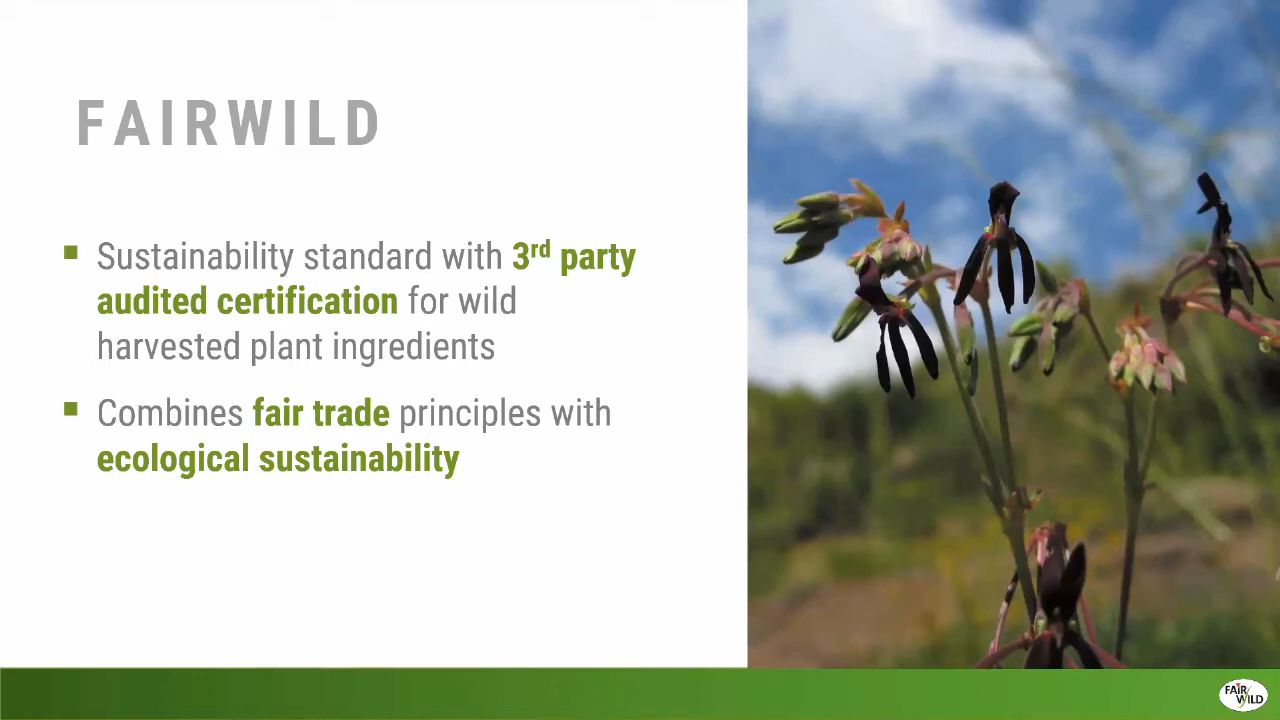 FAIRWILD
Sustainability standard with 3rd party
audited certification for wild
harvested plant ingredients
Combines fair trade principles with
ecological sustainability
FAIR
WILD